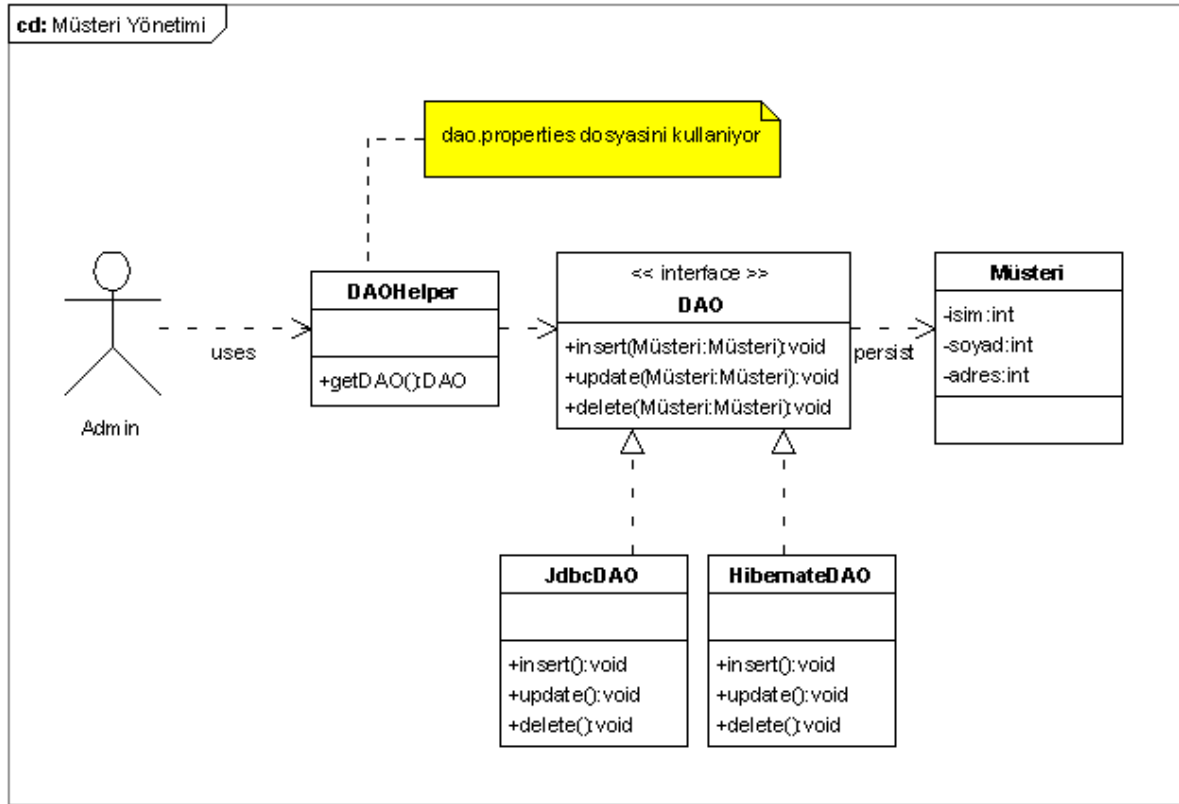 cd: Müsteri Yönetimi
dao.properties dosyasini kullaniyor
Admin
uses
DAOHelper
+getDAO():DAO
<< interface >>
DAO
+insert(Müsteri:Müsteri):void
+update(Müsteri:Müsteri):void
+delete(Müsteri:Müsteri):void
persist
Müsteri
-isim:int
-soyad:int
-adres:int
JdbcDAO
+insert():void
+update():void
+delete():void
HibernateDAO
+insert():void
+update():void
+delete():void